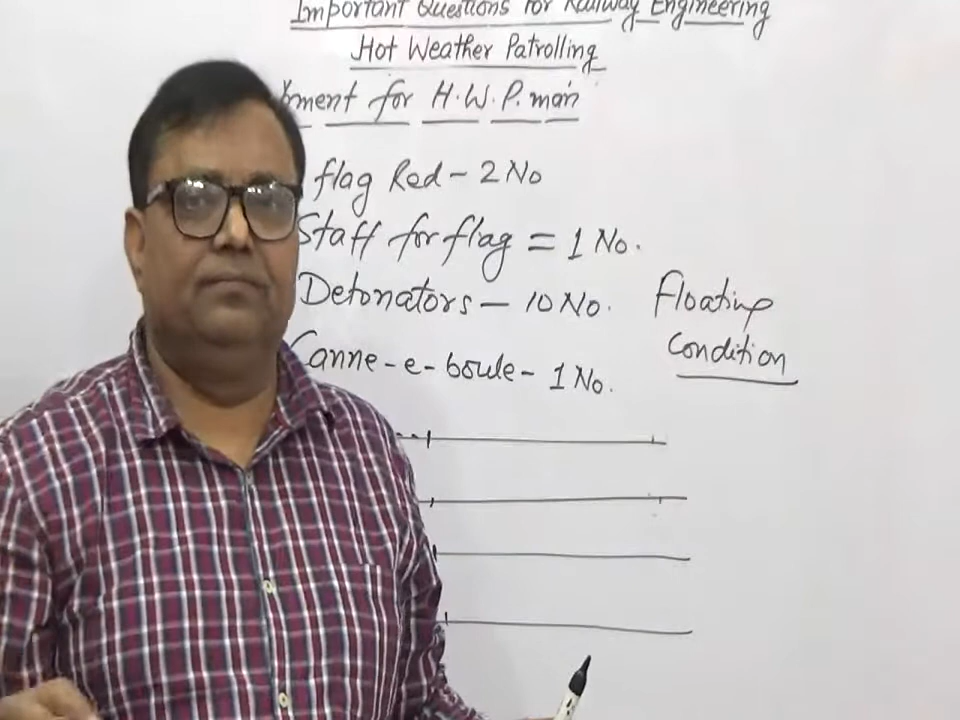 Important Questions for Railway Engineering
Hot Weather Patrolling
ment for H.W.P. man
flag Red - 2 No
Staff for flag = 1 No.
Detonators - 10 No.
Canne-e-boule- 1 No.
Floating
Condition